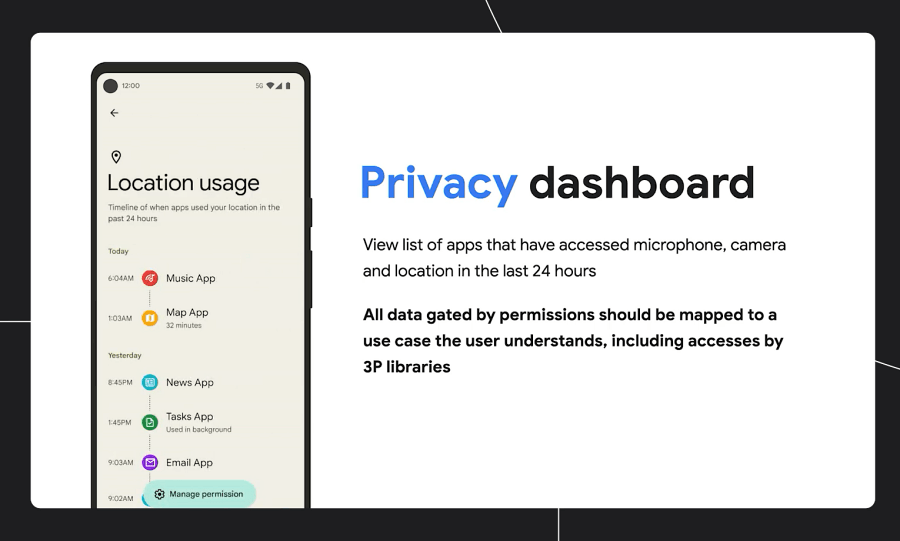 12:00
5G
Location usage
Timeline of when apps used your location in the
past 24 hours
Today
6:04AM Music App
1:03AM Map App
32 minutes
Yesterday
8:45PM News App
1:45PM Tasks App
Used in background
9:03AM Email App
9:02AM
Manage permission
Privacy dashboard
View list of apps that have accessed microphone, camera
and location in the last 24 hours
All data gated by permissions should be mapped to a
use case the user understands, including accesses by
3P libraries